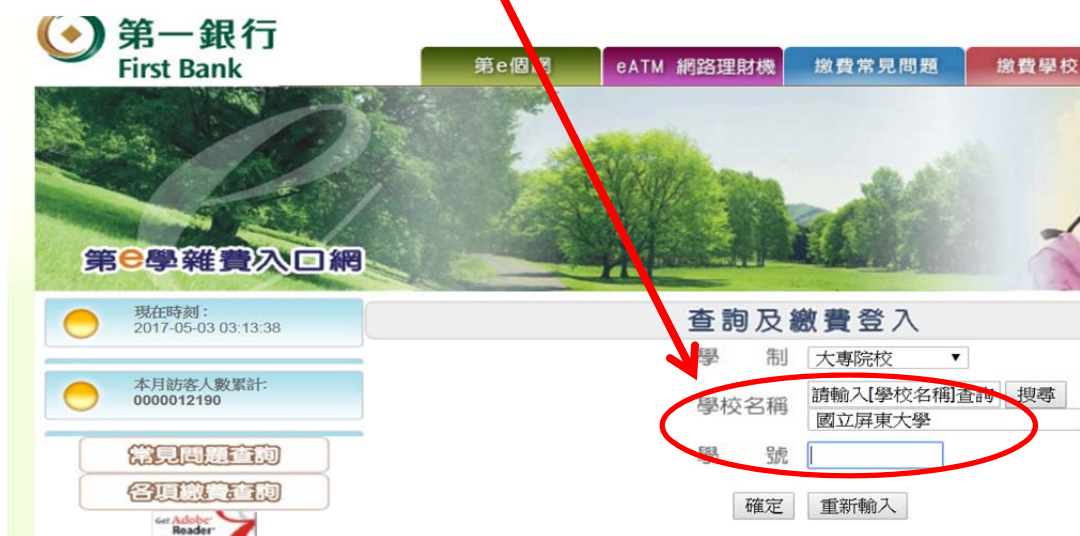 第一銀行
First Bank
第e個網
eATM 網路理財機
繳費常見問題
繳費學校
第e學雜費入口網
現在時刻：
2017-05-03 03:13:38
本月訪客人數累計:
0000012190
常見問題查詢
各項繳費查詢
Get Adobe
Reader
查詢及繳費登入
學 制 大專院校
學校名稱 請輸入[學校名稱]查詢 搜尋
國立屏東大學
學 號
確定 重新輸入